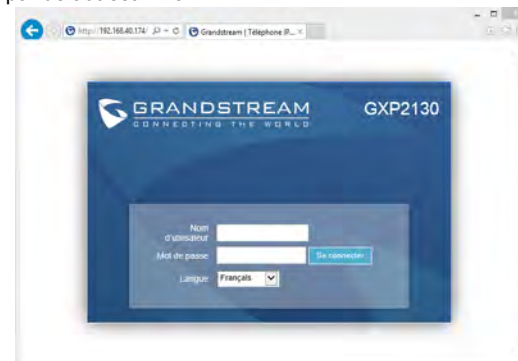 http://192.168.40.174/
Grandstream | Téléphone IP...
GRANDSTREAM
CONNECTING THE WORLD
GXP2130
Nom
d'utilisateur
Mot de passe
Se connecter
Langue
Français